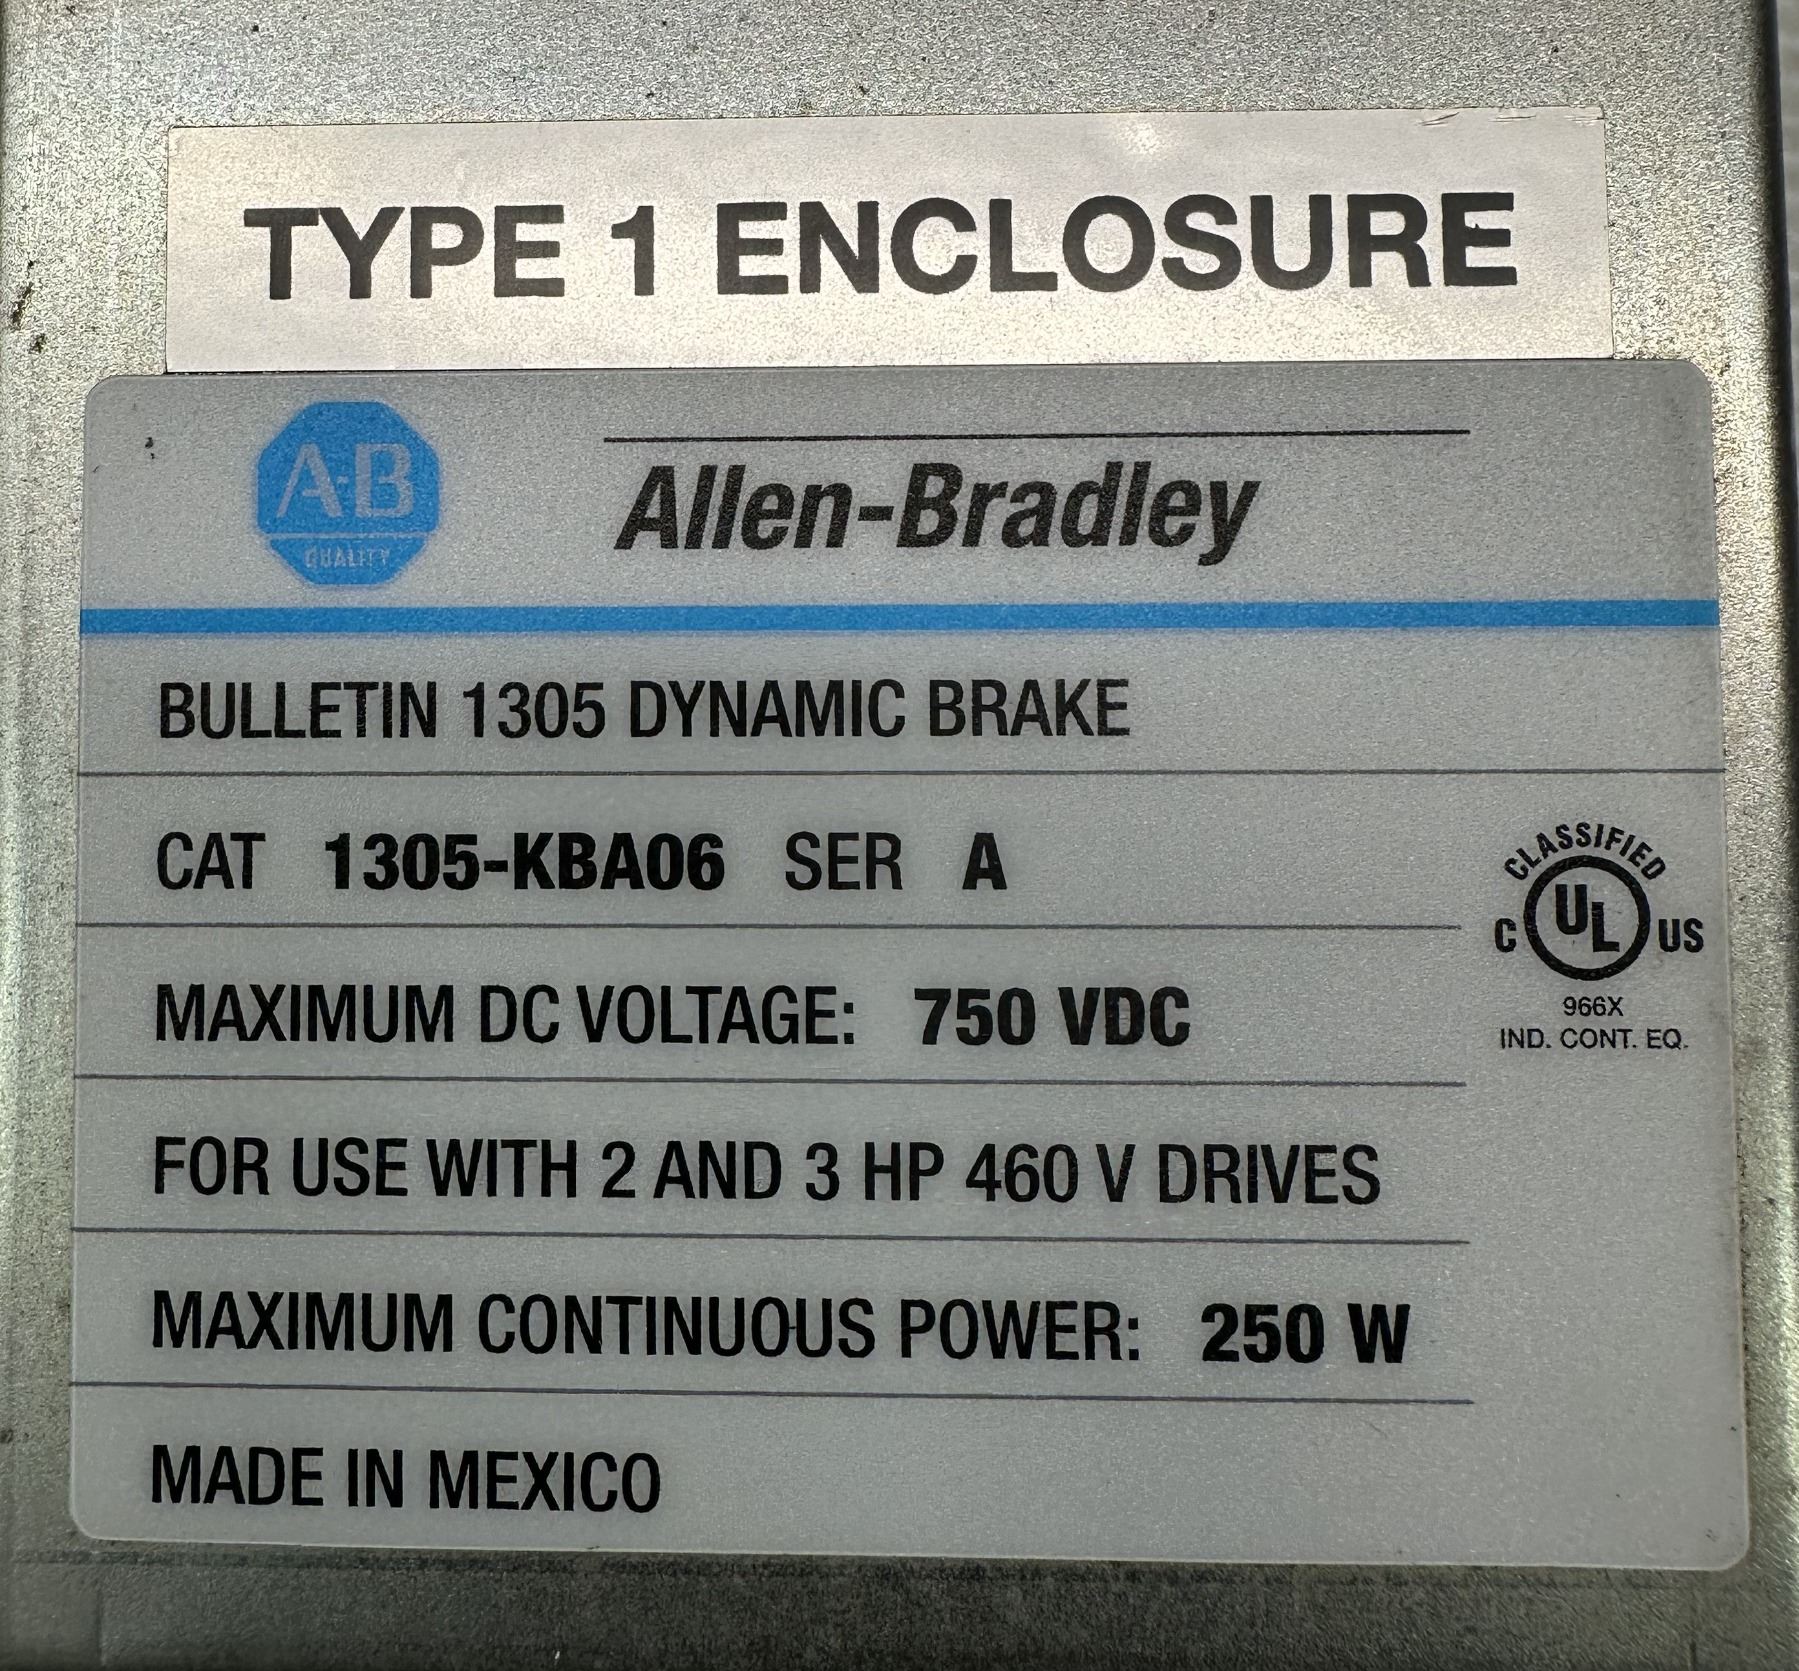 TYPE 1 ENCLOSURE
A-B
QUALITY
Allen-Bradley
BULLETIN 1305 DYNAMIC BRAKE
CAT 1305-KBA06 SER A
CLASSIFIED
C UL US
966X
IND. CONT. EQ.
MAXIMUM DC VOLTAGE: 750 VDC
FOR USE WITH 2 AND 3 HP 460 V DRIVES
MAXIMUM CONTINUOUS POWER: 250 W
MADE IN MEXICO